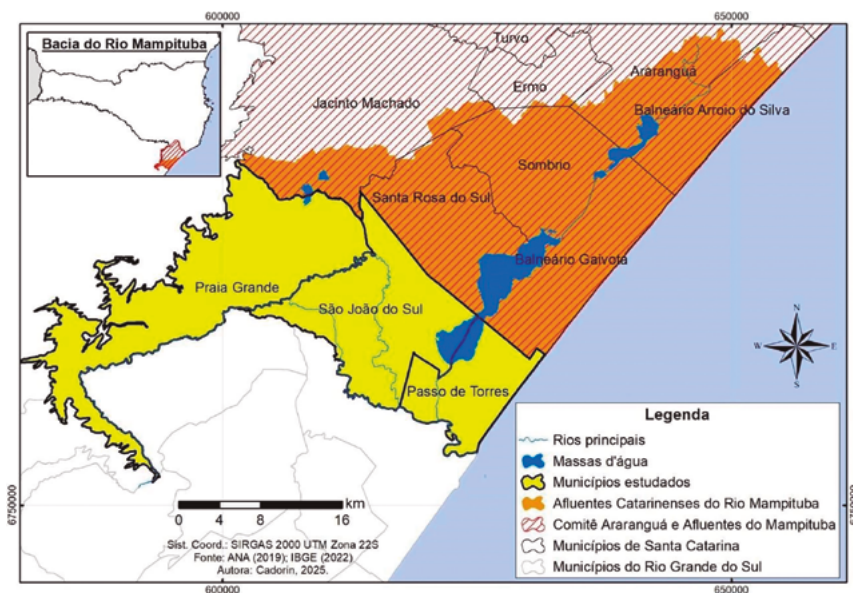 600000
650000
Bacia do Rio Mampituba
Turvo
Ermo
Araranguá
Jacinto Machado
Balneário Arroio do Silva
Sombrio
Santa Rosa do Sul
Balneário Gaivota
Praia Grande
São João do Sul
Passo de Torres
N
W
E
S
Legenda
Rios principais
Massas d'água
Municípios estudados
Afluentes Catarinenses do Rio Mampituba
Comitê Araranguá e Afluentes do Mampituba
Municípios de Santa Catarina
Municípios do Rio Grande do Sul
km
0 4 8 16
Sist. Coord.: SIRGAS 2000 UTM Zona 22S
Fonte: ANA (2019); IBGE (2022)
Autora: Cadorin, 2025.
6750000
6750000
600000
650000